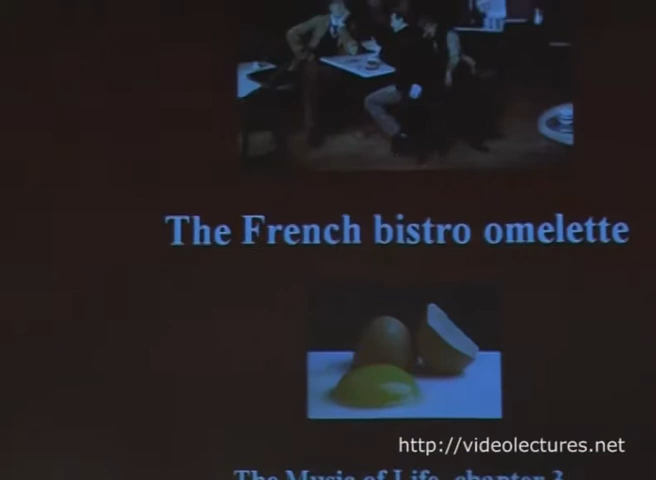 The French bistro omelette
http://videolectures.net
The Music of Life, chapter 3